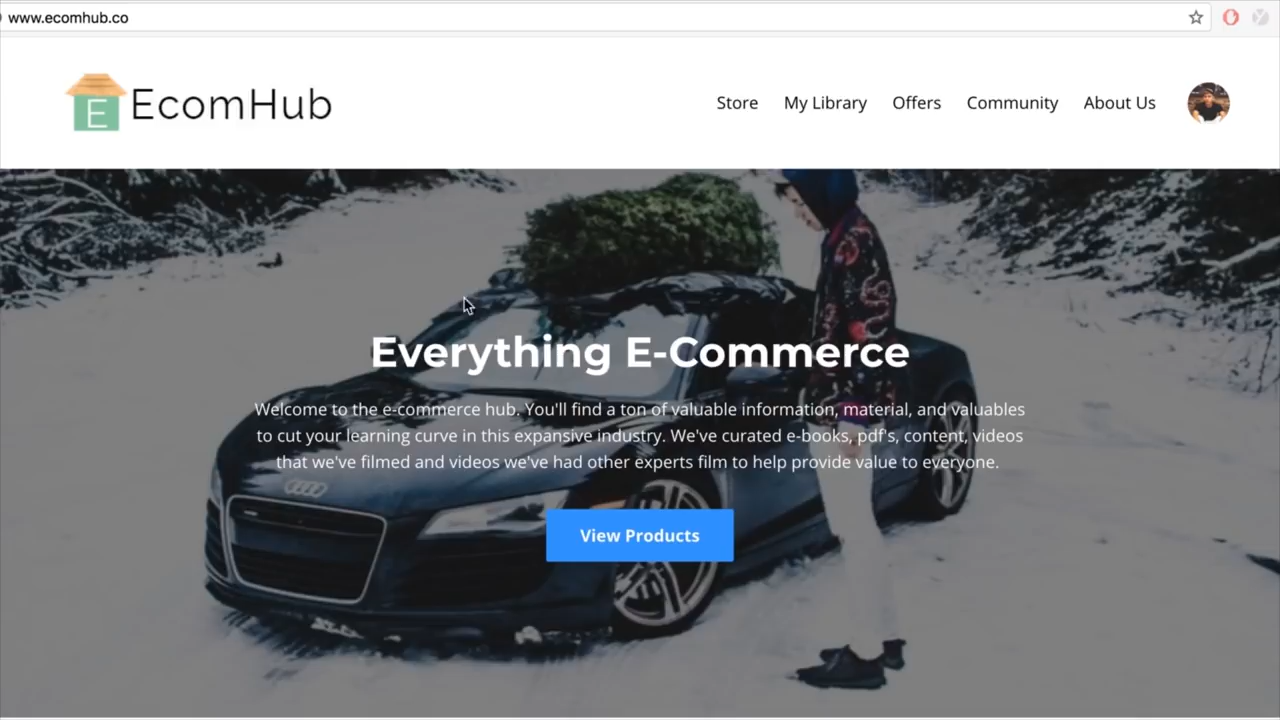 www.ecomhub.co
E EcomHub
Store My Library Offers Community About Us
Everything E-Commerce
Welcome to the e-commerce hub. You'll find a ton of valuable information, material, and valuables
to cut your learning curve in this expansive industry. We've curated e-books, pdf's, content, videos
that we've filmed and videos we've had other experts film to help provide value to everyone.
View Products